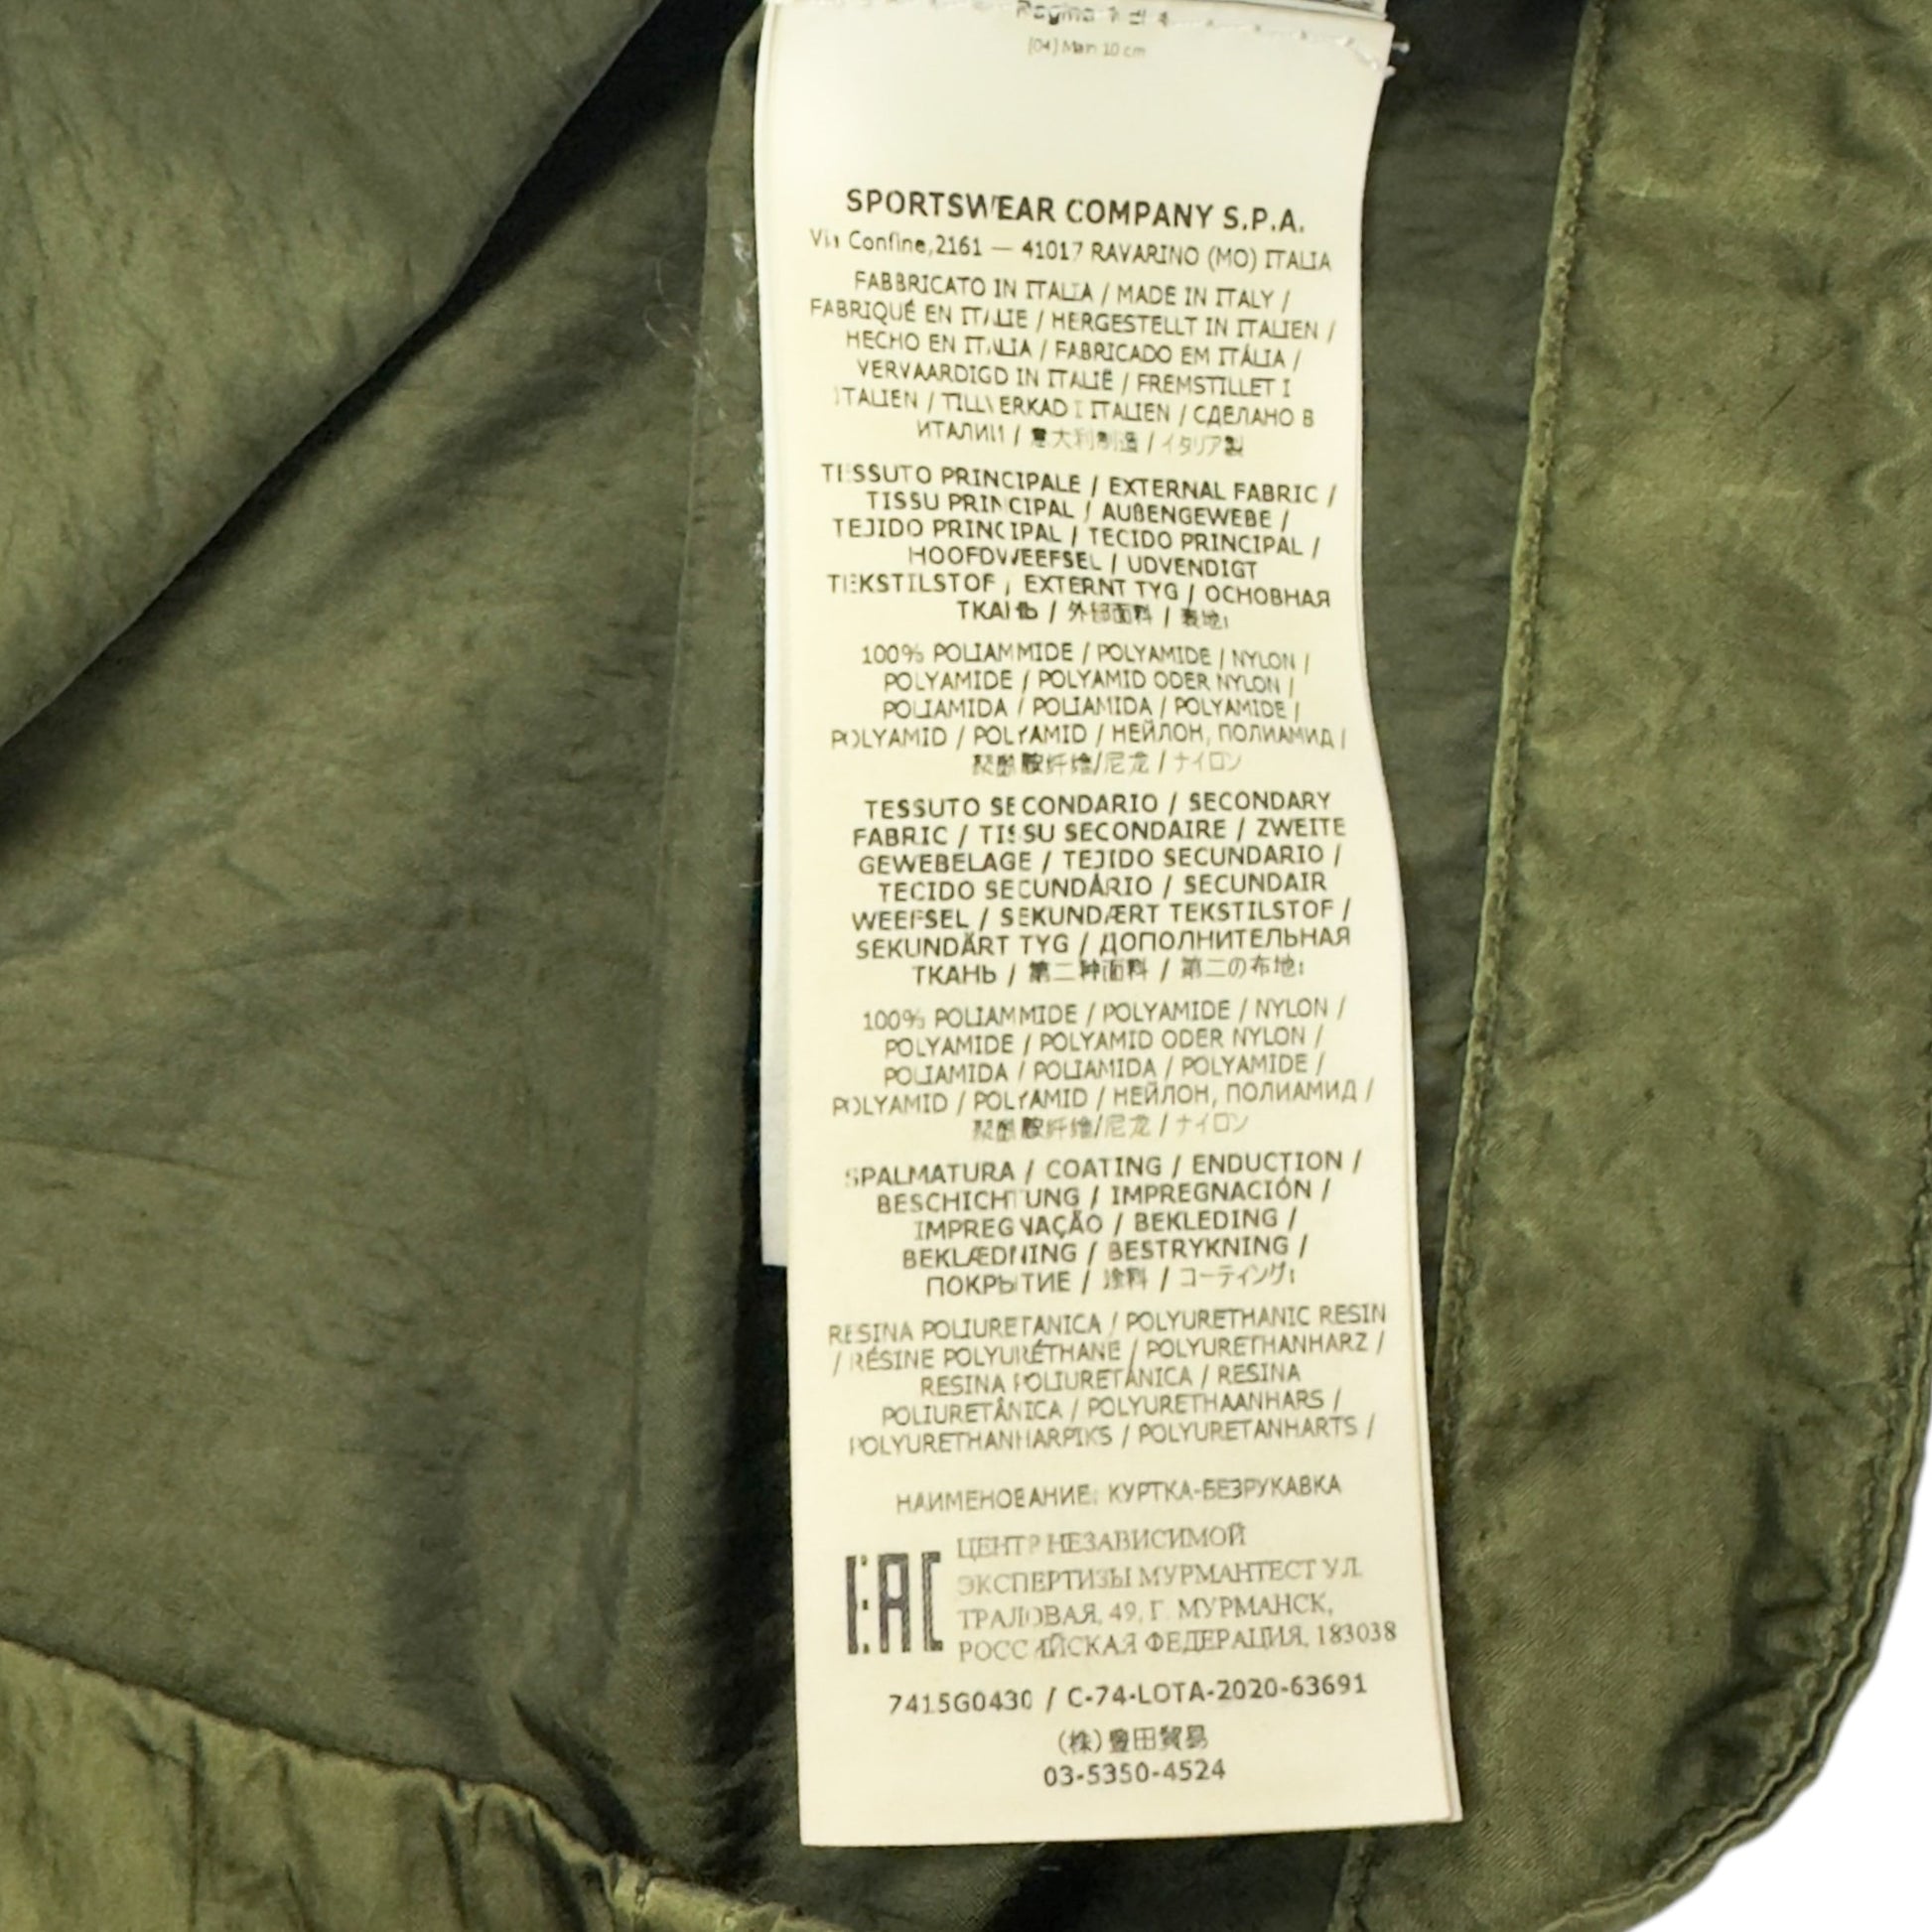 Pagina 1 di 4
[04] Main 10 cm
SPORTSWEAR COMPANY S.P.A.
Via Confine,2161 — 41017 RAVARINO (MO) ITALIA
FABBRICATO IN ITALIA / MADE IN ITALY /
FABRIQUÉ EN ITALIE / HERGESTELLT IN ITALIEN /
HECHO EN ITALIA / FABRICADO EM ITÁLIA /
VERVAARDIGD IN ITALIË / FREMSTILLET I
ITALIEN / TILLVERKAD I ITALIEN / СДЕЛАНО В
ИТАЛИИ / 意大利制造 / イタリア製
TESSUTO PRINCIPALE / EXTERNAL FABRIC /
TISSU PRINCIPAL / AUßENGEWEBE /
TEJIDO PRINCIPAL / TECIDO PRINCIPAL /
HOOFDWEEFSEL / UDVENDIGT
TEKSTILSTOF / EXTERNT TYG / ОСНОВНАЯ
ТКАНЬ / 外部面料 / 表地:
100% POLIAMMIDE / POLYAMIDE / NYLON /
POLYAMIDE / POLYAMID ODER NYLON /
POLIAMIDA / POLIAMIDA / POLYAMIDE /
POLYAMID / POLYAMID / НЕЙЛОН, ПОЛИАМИД /
聚酰胺纤维/尼龙 / ナイロン
TESSUTO SECONDARIO / SECONDARY
FABRIC / TISSU SECONDAIRE / ZWEITE
GEWEBELAGE / TEJIDO SECUNDARIO /
TECIDO SECUNDÁRIO / SECUNDAIR
WEEFSEL / SEKUNDÆRT TEKSTILSTOF /
SEKUNDÄRT TYG / ДОПОЛНИТЕЛЬНАЯ
ТКАНЬ / 第二种面料 / 第二の布地:
100% POLIAMMIDE / POLYAMIDE / NYLON /
POLYAMIDE / POLYAMID ODER NYLON /
POLIAMIDA / POLIAMIDA / POLYAMIDE /
POLYAMID / POLYAMID / НЕЙЛОН, ПОЛИАМИД /
聚酰胺纤维/尼龙 / ナイロン
SPALMATURA / COATING / ENDUCTION /
BESCHICHTUNG / IMPREGNACIÓN /
IMPREGNAÇÃO / BEKLEDING /
BEKLÆDNING / BESTRYKNING /
ПОКРЫТИЕ / 涂料 / コーティング:
RESINA POLIURETANICA / POLYURETHANIC RESIN
/ RÉSINE POLYURÉTHANE / POLYURETHANHARZ /
RESINA POLIURETÁNICA / RESINA
POLIURETÂNICA / POLYURETHAANHARS /
POLYURETHANHARPIKS / POLYURETANHARTS /
НАИМЕНОВАНИЕ: КУРТКА-БЕЗРУКАВКА
EAC
ЦЕНТР НЕЗАВИСИМОЙ
ЭКСПЕРТИЗЫ МУРМАНТЕСТ УЛ.
ТРАЛОВАЯ, 49, Г. МУРМАНСК,
РОССИЙСКАЯ ФЕДЕРАЦИЯ, 183038
7415G0430 / C-74-LOTA-2020-63691
(株)豊田貿易
03-5350-4524